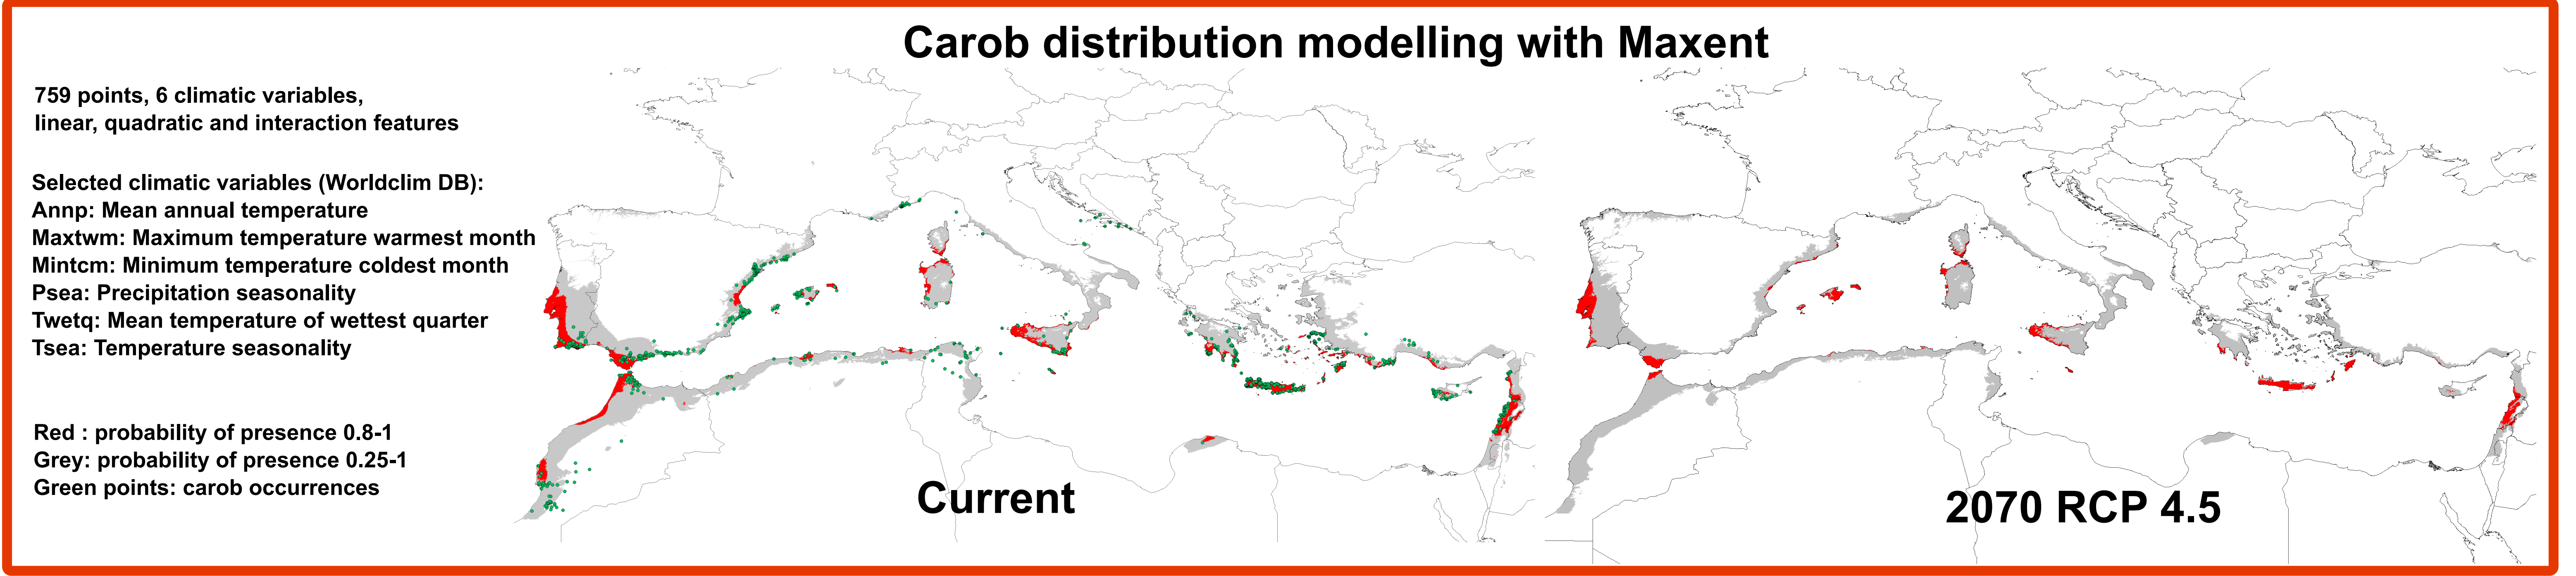 Carob distribution modelling with Maxent
759 points, 6 climatic variables,
linear, quadratic and interaction features
Selected climatic variables (Worldclim DB):
Annp: Mean annual temperature
Maxtwm: Maximum temperature warmest month
Mintcm: Minimum temperature coldest month
Psea: Precipitation seasonality
Twetq: Mean temperature of wettest quarter
Tsea: Temperature seasonality
Red : probability of presence 0.8-1
Grey: probability of presence 0.25-1
Green points: carob occurrences
Current
2070 RCP 4.5